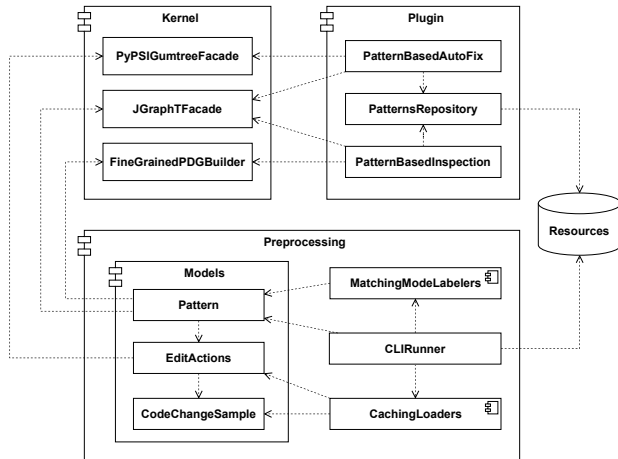 Kernel
PyPSIGumtreeFacade
JGraphTFacade
FineGrainedPDGBuilder
Plugin
PatternBasedAutoFix
PatternsRepository
PatternBasedInspection
Resources
Preprocessing
Models
Pattern
EditActions
CodeChangeSample
MatchingModeLabelers
CLIRunner
CachingLoaders